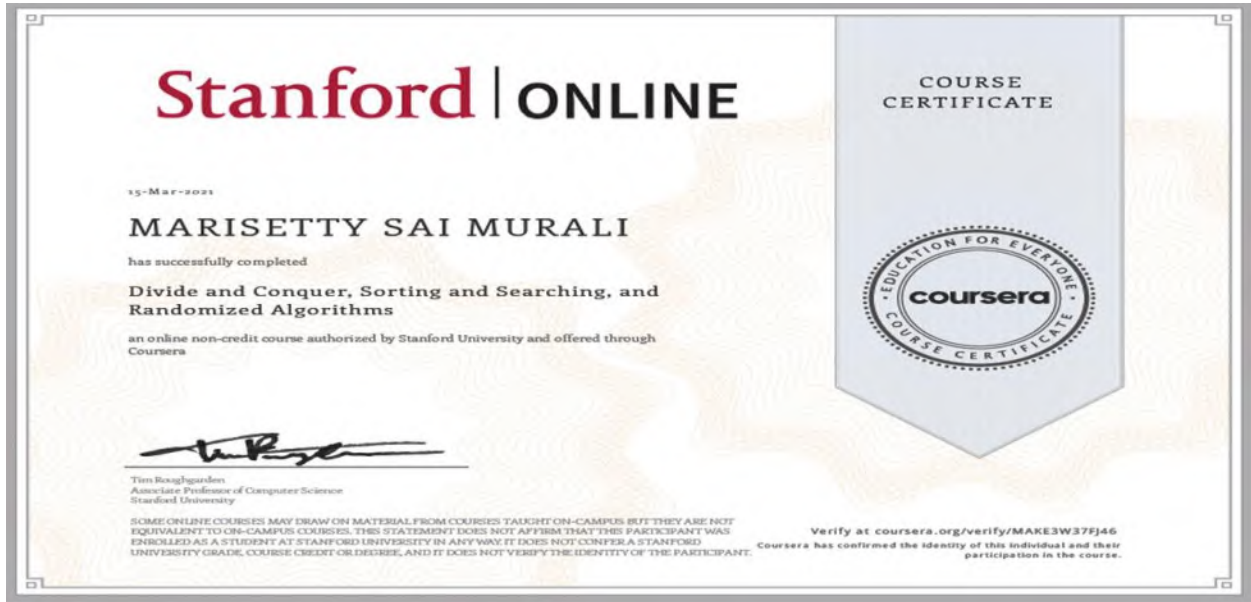 Stanford | ONLINE
COURSE
CERTIFICATE
15-Mar-2021
MARISETTY SAI MURALI
has successfully completed
Divide and Conquer, Sorting and Searching, and
Randomized Algorithms
an online non-credit course authorized by Stanford University and offered through
Coursera
EDUCATION FOR EVERYONE
coursera
COURSE CERTIFICATE
Tim Roughgarden
Associate Professor of Computer Science
Stanford University
SOME ONLINE COURSES MAY DRAW ON MATERIAL FROM COURSES TAUGHT ON-CAMPUS BUT THEY ARE NOT
EQUIVALENT TO ON-CAMPUS COURSES. THIS STATEMENT DOES NOT AFFIRM THAT THIS PARTICIPANT WAS
ENROLLED AS A STUDENT AT STANFORD UNIVERSITY IN ANY WAY. IT DOES NOT CONFER A STANFORD
UNIVERSITY GRADE, COURSE CREDIT OR DEGREE, AND IT DOES NOT VERIFY THE IDENTITY OF THE PARTICIPANT.
Verify at coursera.org/verify/MAKE3W37FJ46
Coursera has confirmed the identity of this individual and their
participation in the course.